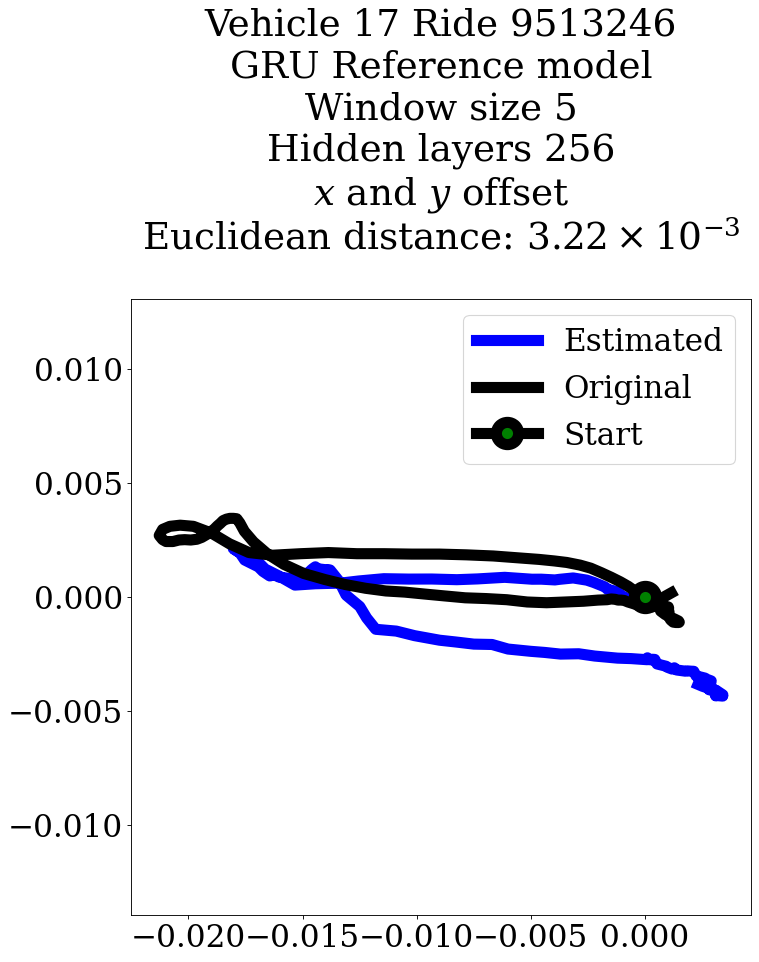 Vehicle 17 Ride 9513246
GRU Reference model
Window size 5
Hidden layers 256
x and y offset
Euclidean distance: 3.22 × 10⁻³
Estimated
Original
Start
0.010
0.005
0.000
−0.005
−0.010
−0.020 −0.015 −0.010 −0.005 0.000